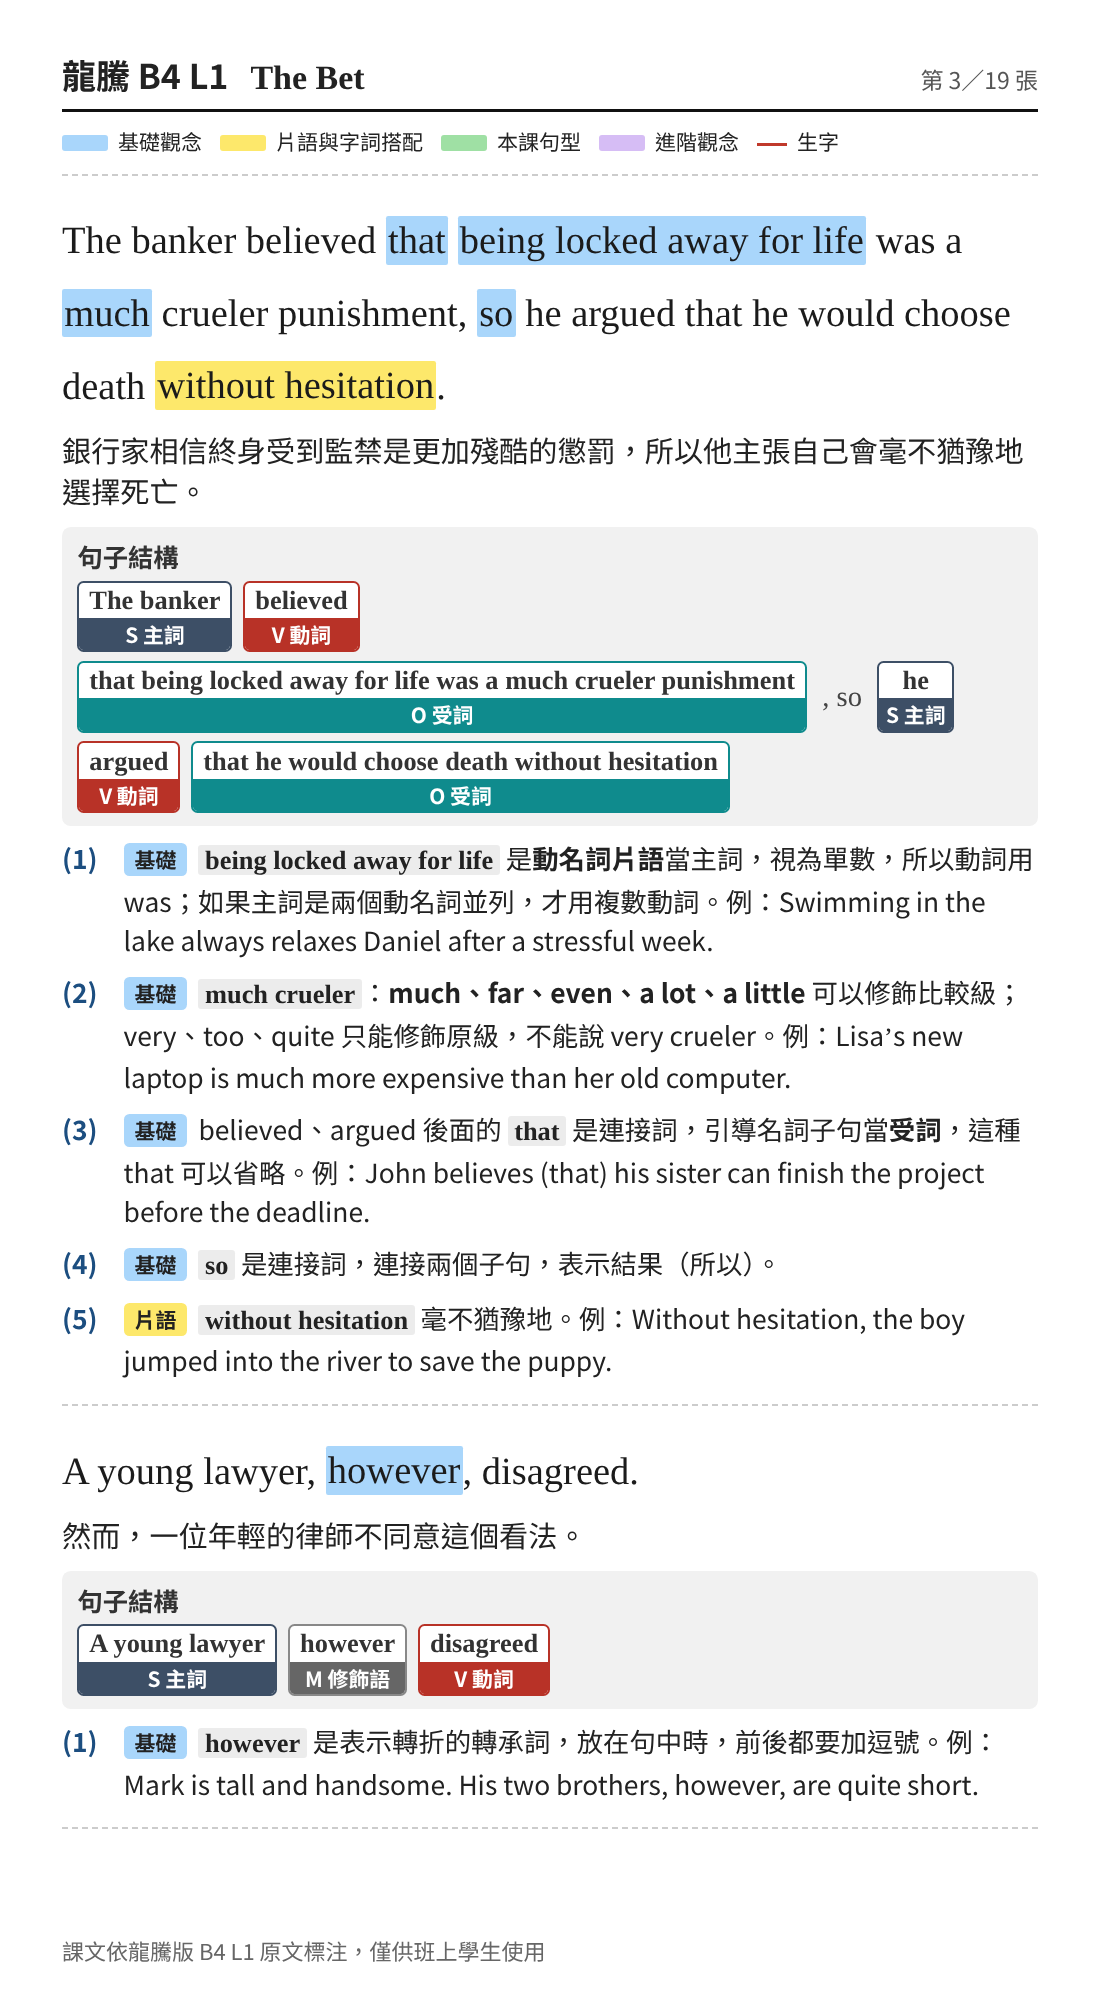 龍騰 B4 L1 The Bet
第 3／19 張
基礎觀念 片語與字詞搭配 本課句型 進階觀念 生字
The banker believed that being locked away for life was a
much crueler punishment, so he argued that he would choose
death without hesitation.
銀行家相信終身受到監禁是更加殘酷的懲罰，所以他主張自己會毫不猶豫地
選擇死亡。
句子結構
The banker believed
S 主詞 V 動詞
that being locked away for life was a much crueler punishment , so he
O 受詞 S 主詞
argued that he would choose death without hesitation
V 動詞 O 受詞
(1) 基礎 being locked away for life 是動名詞片語當主詞，視為單數，所以動詞用
was；如果主詞是兩個動名詞並列，才用複數動詞。例：Swimming in the
lake always relaxes Daniel after a stressful week.
(2) 基礎 much crueler：much、far、even、a lot、a little 可以修飾比較級；
very、too、quite 只能修飾原級，不能說 very crueler。例：Lisa’s new
laptop is much more expensive than her old computer.
(3) 基礎 believed、argued 後面的 that 是連接詞，引導名詞子句當受詞，這種
that 可以省略。例：John believes (that) his sister can finish the project
before the deadline.
(4) 基礎 so 是連接詞，連接兩個子句，表示結果（所以）。
(5) 片語 without hesitation 毫不猶豫地。例：Without hesitation, the boy
jumped into the river to save the puppy.
A young lawyer, however, disagreed.
然而，一位年輕的律師不同意這個看法。
句子結構
A young lawyer however disagreed
S 主詞 M 修飾語 V 動詞
(1) 基礎 however 是表示轉折的轉承詞，放在句中時，前後都要加逗號。例：
Mark is tall and handsome. His two brothers, however, are quite short.
課文依龍騰版 B4 L1 原文標注，僅供班上學生使用